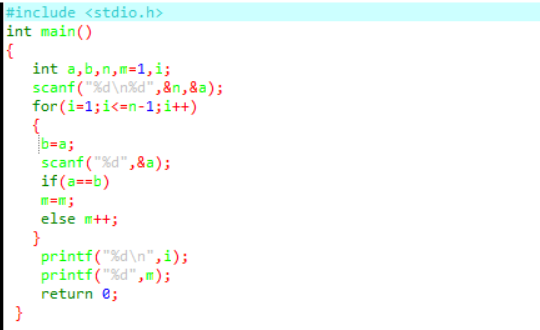 #include <stdio.h>
int main()
{
int a,b,n,m=1,i;
scanf("%d\n%d",&n,&a);
for(i=1;i<=n-1;i++)
{
b=a;
scanf("%d",&a);
if(a==b)
m=m;
else m++;
}
printf("%d\n",i);
printf("%d",m);
return 0;
}